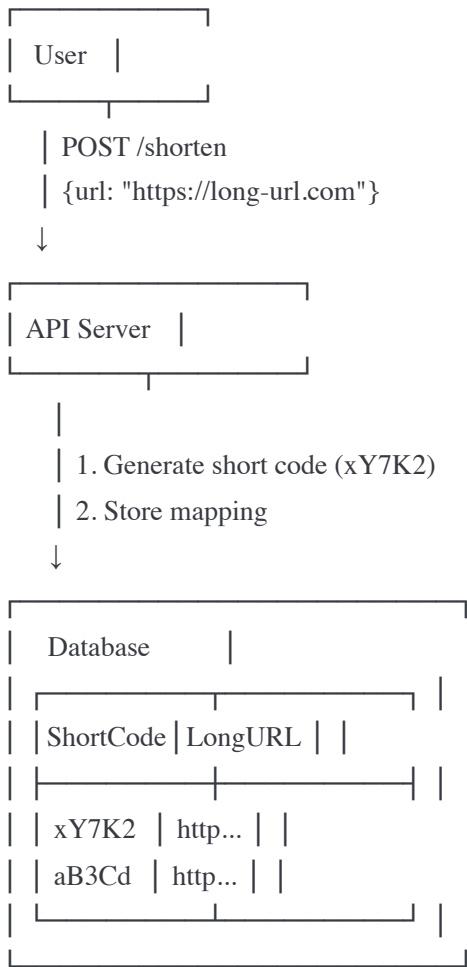 User
POST /shorten
{url: "https://long-url.com"}
↓
API Server
1. Generate short code (xY7K2)
2. Store mapping
↓
Database
ShortCode | LongURL
xY7K2 | http...
aB3Cd | http...